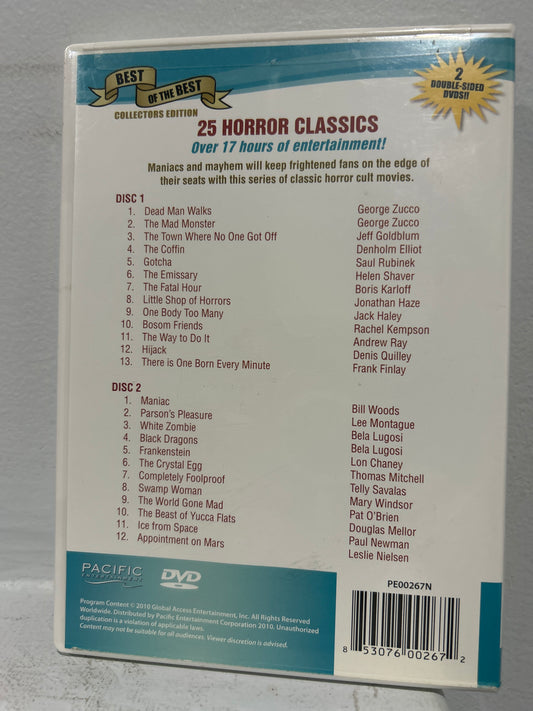 BEST
OF THE BEST
COLLECTORS EDITION
2
DOUBLE-SIDED
DVDS!!
25 HORROR CLASSICS
Over 17 hours of entertainment!
Maniacs and mayhem will keep frightened fans on the edge of
their seats with this series of classic horror cult movies.
DISC 1
1. Dead Man Walks George Zucco
2. The Mad Monster George Zucco
3. The Town Where No One Got Off Jeff Goldblum
4. The Coffin Denholm Elliot
5. Gotcha Saul Rubinek
6. The Emissary Helen Shaver
7. The Fatal Hour Boris Karloff
8. Little Shop of Horrors Jonathan Haze
9. One Body Too Many Jack Haley
10. Bosom Friends Rachel Kempson
11. The Way to Do It Andrew Ray
12. Hijack Denis Quilley
13. There is One Born Every Minute Frank Finlay
DISC 2
1. Maniac Bill Woods
2. Parson's Pleasure Lee Montague
3. White Zombie Bela Lugosi
4. Black Dragons Bela Lugosi
5. Frankenstein Lon Chaney
6. The Crystal Egg Thomas Mitchell
7. Completely Foolproof Telly Savalas
8. Swamp Woman Mary Windsor
9. The World Gone Mad Pat O'Brien
10. The Beast of Yucca Flats Douglas Mellor
11. Ice from Space Paul Newman
12. Appointment on Mars Leslie Nielsen
PACIFIC
ENTERTAINMENT
DVD
PE00267N
Program Content © 2010 Global Access Entertainment, Inc. All Rights Reserved
Worldwide. Distributed by Pacific Entertainment Corporation 2010. Unauthorized
duplication is a violation of applicable laws.
Content may not be suitable for all audiences. Viewer discretion is advised.
8 53076 00267 2